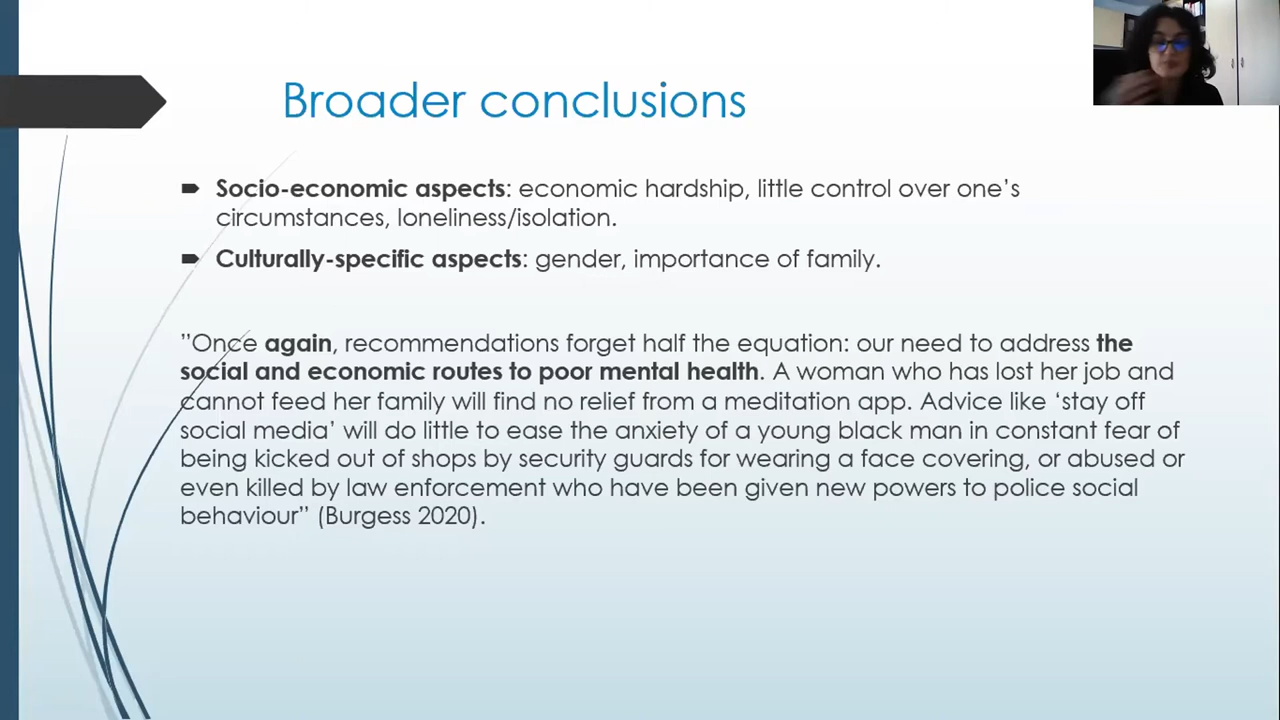 Broader conclusions
Socio-economic aspects: economic hardship, little control over one’s
circumstances, loneliness/isolation.
Culturally-specific aspects: gender, importance of family.
”Once again, recommendations forget half the equation: our need to address the
social and economic routes to poor mental health. A woman who has lost her job and
cannot feed her family will find no relief from a meditation app. Advice like ‘stay off
social media’ will do little to ease the anxiety of a young black man in constant fear of
being kicked out of shops by security guards for wearing a face covering, or abused or
even killed by law enforcement who have been given new powers to police social
behaviour” (Burgess 2020).